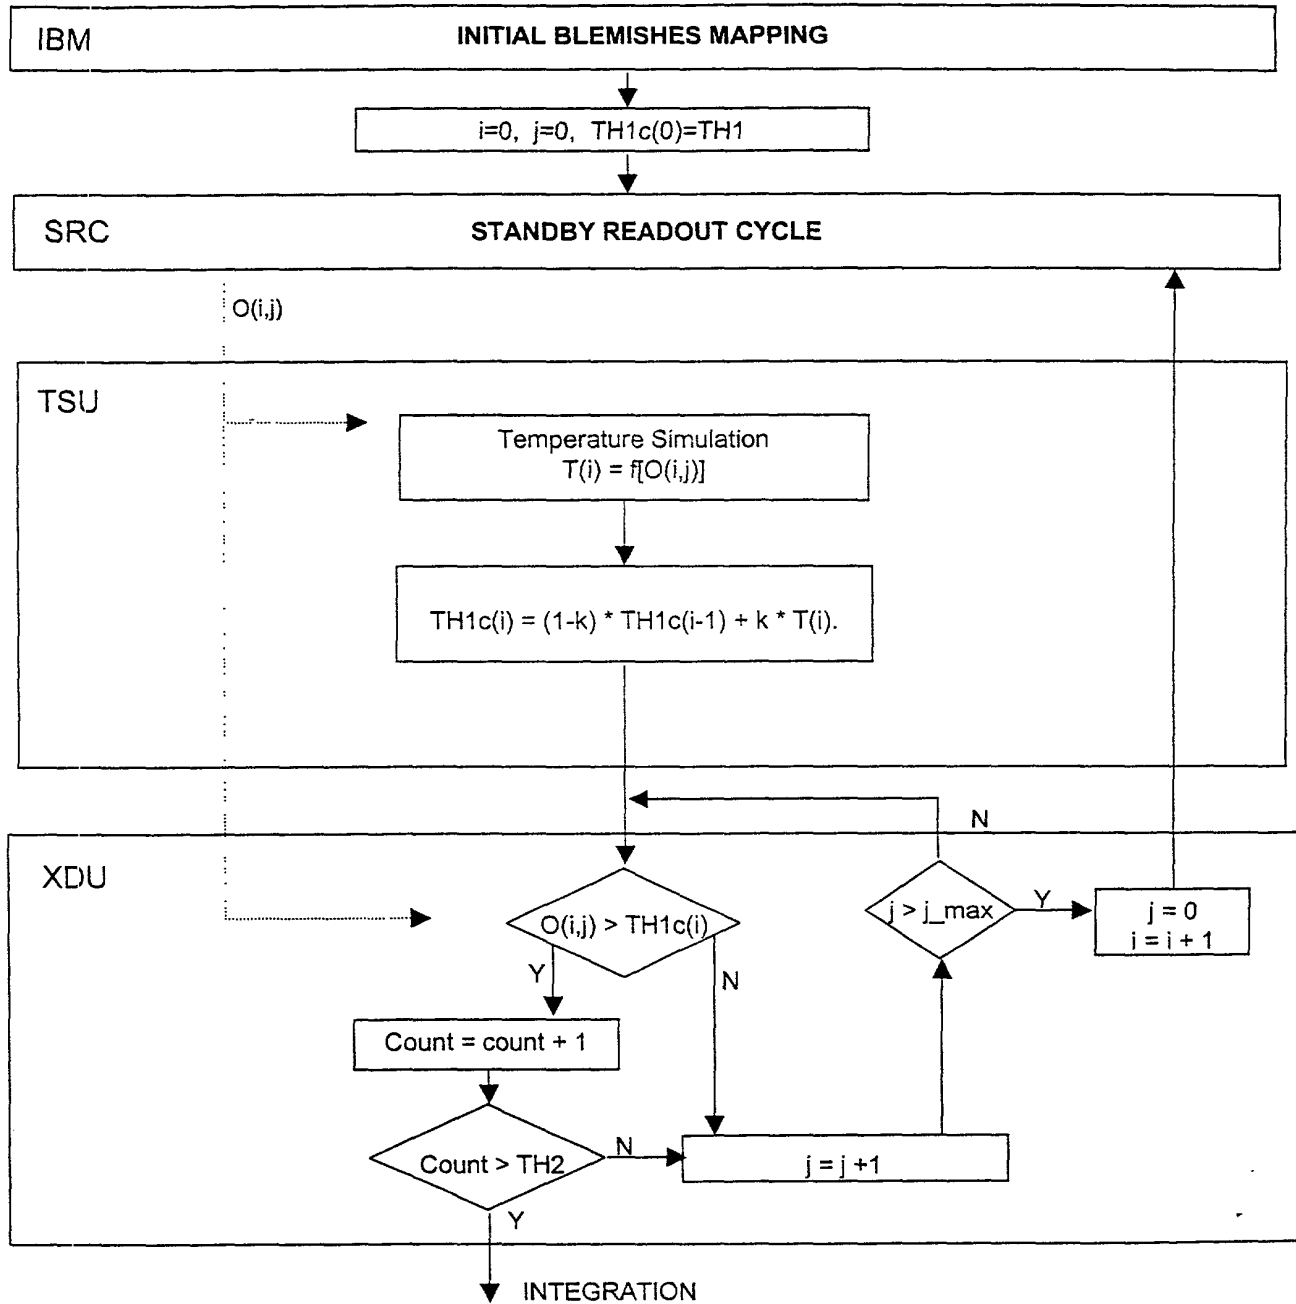 IBM
INITIAL BLEMISHES MAPPING
i=0, j=0, TH1c(0)=TH1
SRC
STANDBY READOUT CYCLE
O(i,j)
TSU
Temperature Simulation
T(i) = f[O(i,j)]
TH1c(i) = (1-k) * TH1c(i-1) + k * T(i).
N
XDU
O(i,j) > TH1c(i)
j > j_max
Y
j = 0
i = i + 1
Y
N
Count = count + 1
Count > TH2
N
j = j +1
Y
INTEGRATION